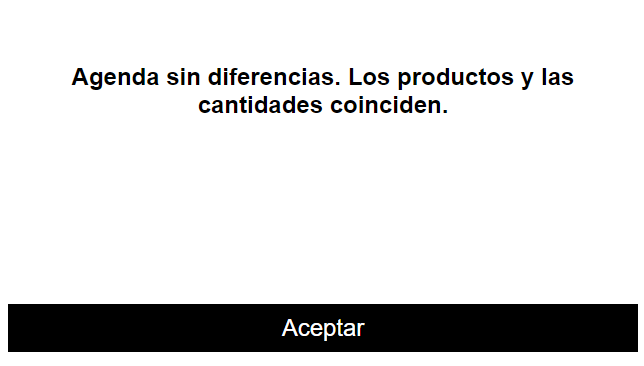 Agenda sin diferencias. Los productos y las
cantidades coinciden.
Aceptar